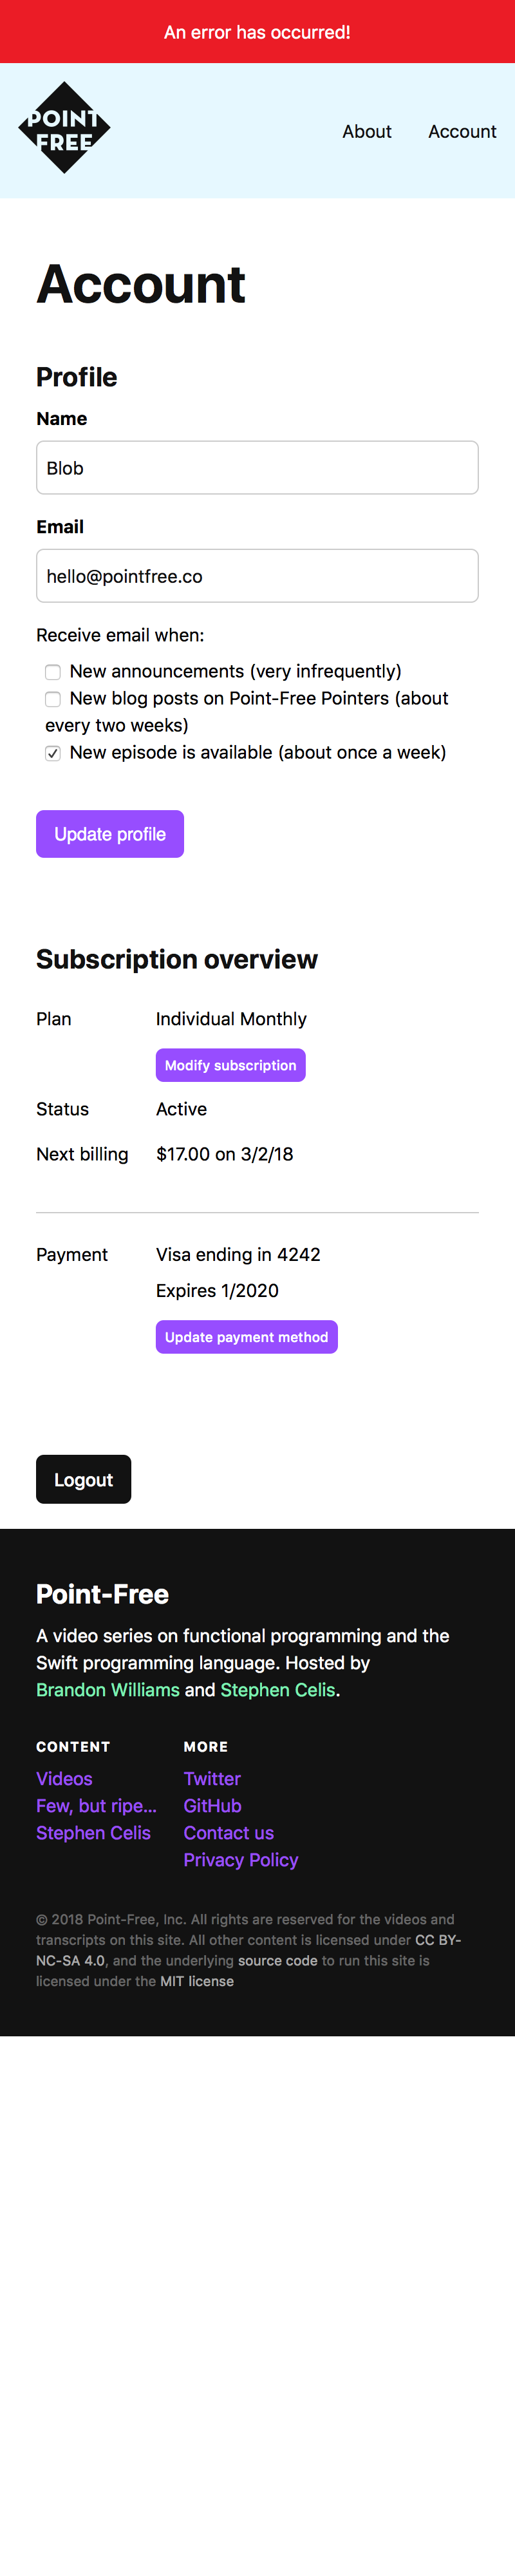 An error has occurred!
POINT
FREE
About
Account
Account
Profile
Name
Blob
Email
hello@pointfree.co
Receive email when:
New announcements (very infrequently)
New blog posts on Point-Free Pointers (about
every two weeks)
New episode is available (about once a week)
Update profile
Subscription overview
Plan
Individual Monthly
Modify subscription
Status
Active
Next billing
$17.00 on 3/2/18
Payment
Visa ending in 4242
Expires 1/2020
Update payment method
Logout
Point-Free
A video series on functional programming and the
Swift programming language. Hosted by
Brandon Williams and Stephen Celis.
CONTENT
Videos
Few, but ripe...
Stephen Celis
MORE
Twitter
GitHub
Contact us
Privacy Policy
© 2018 Point-Free, Inc. All rights are reserved for the videos and
transcripts on this site. All other content is licensed under CC BY-
NC-SA 4.0, and the underlying source code to run this site is
licensed under the MIT license